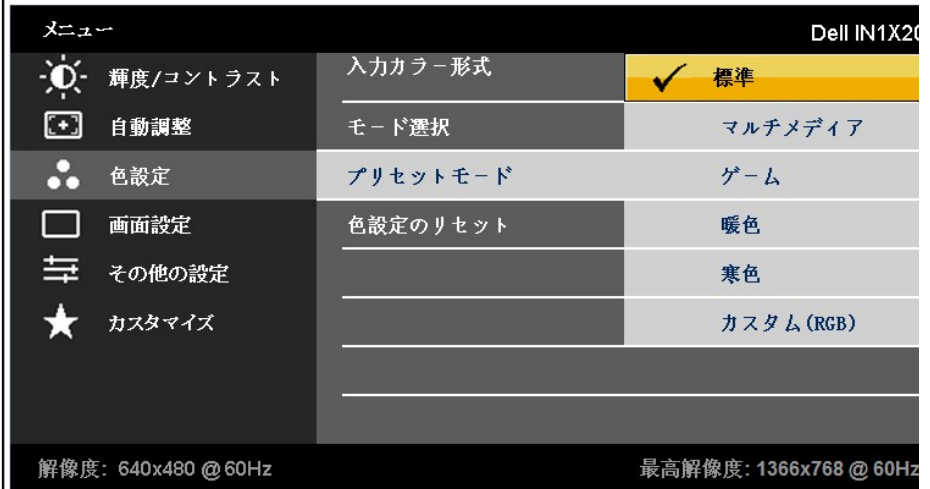 メニュー
Dell IN1X20
輝度/コントラスト
自動調整
色設定
画面設定
その他の設定
カスタマイズ
入力カラー形式
モード選択
プリセットモード
色設定のリセット
標準
マルチメディア
ゲーム
暖色
寒色
カスタム(RGB)
解像度: 640x480 @ 60Hz
最高解像度: 1366x768 @ 60Hz